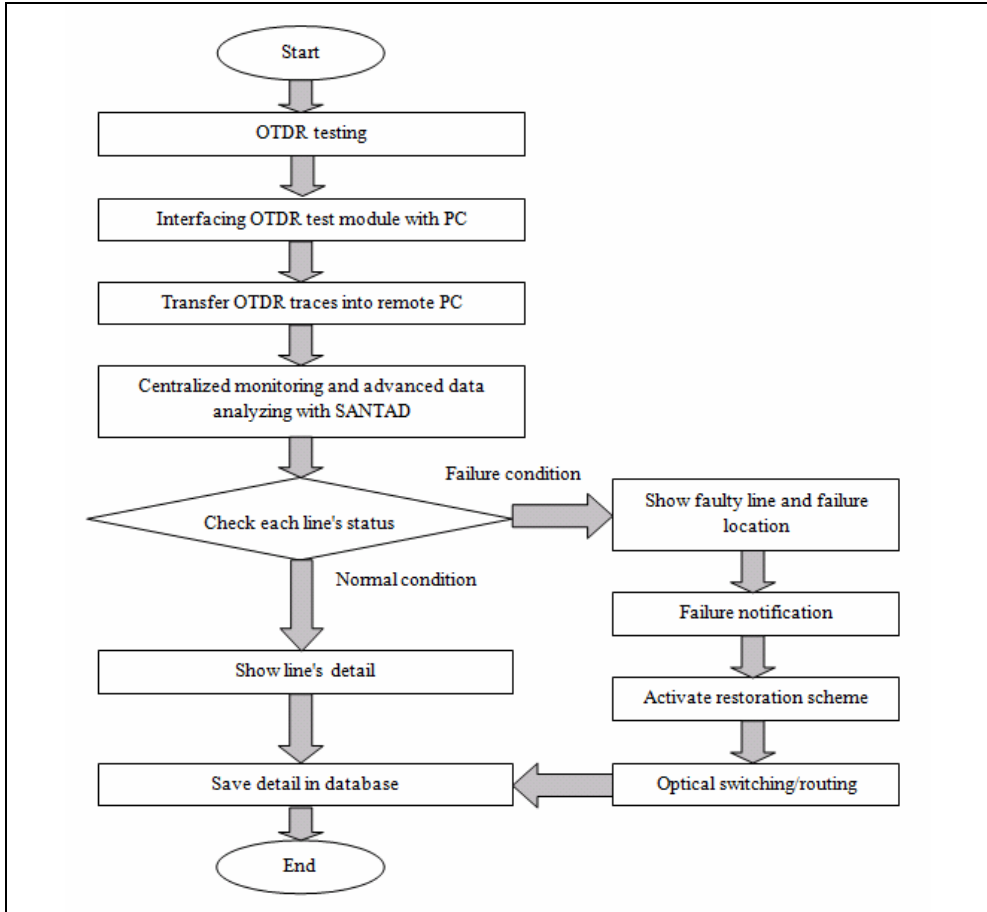 Start
OTDR testing
Interfacing OTDR test module with PC
Transfer OTDR traces into remote PC
Centralized monitoring and advanced data
analyzing with SANTAD
Failure condition
Check each line's status
Show faulty line and failure
location
Normal condition
Failure notification
Show line's detail
Activate restoration scheme
Save detail in database
Optical switching/routing
End